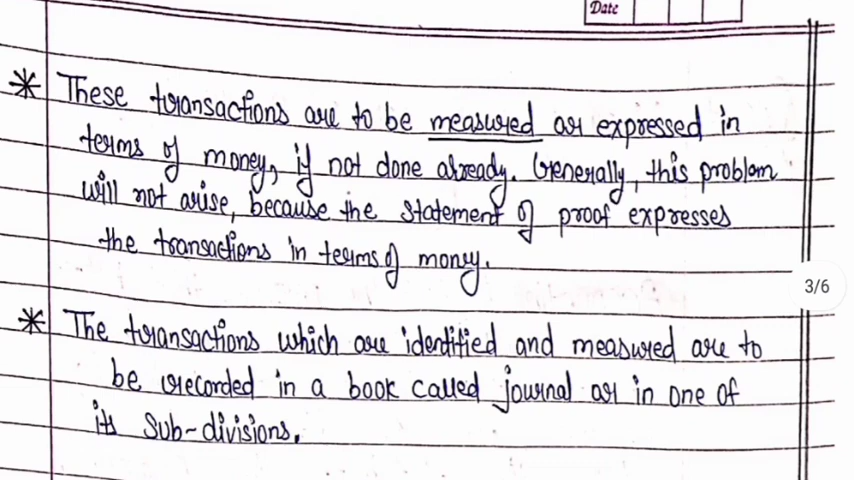 Date
* These transactions are to be measured or expressed in
terms of money, if not done already. Generally, this problem
will not arise, because the statement of proof expresses
the transactions in terms of money.
3/6
* The transactions which are identified and measured are to
be recorded in a book called journal or in one of
its sub-divisions.